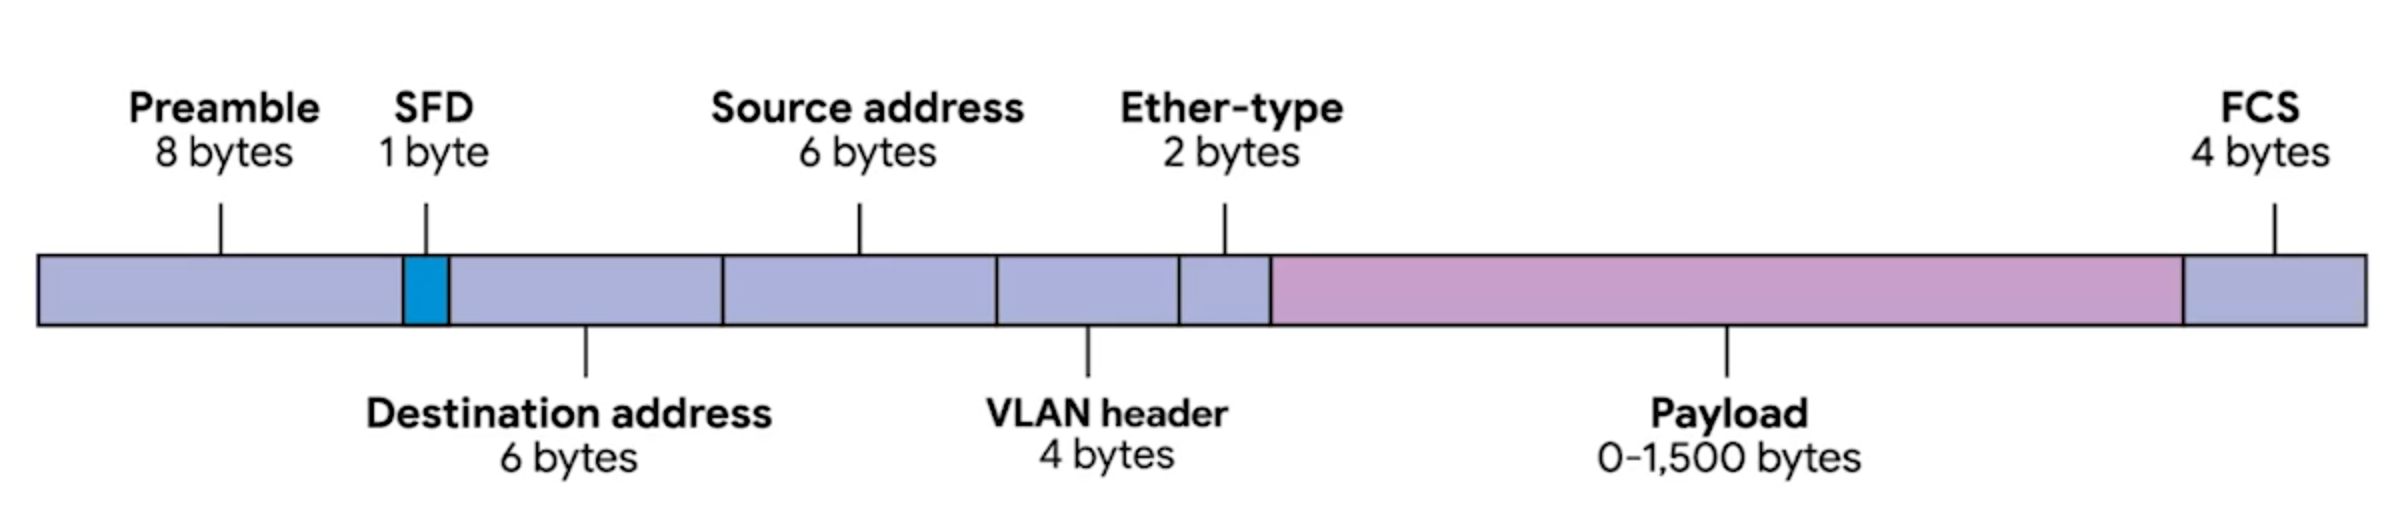 Preamble
8 bytes
SFD
1 byte
Source address
6 bytes
Ether-type
2 bytes
FCS
4 bytes
Destination address
6 bytes
VLAN header
4 bytes
Payload
0-1,500 bytes